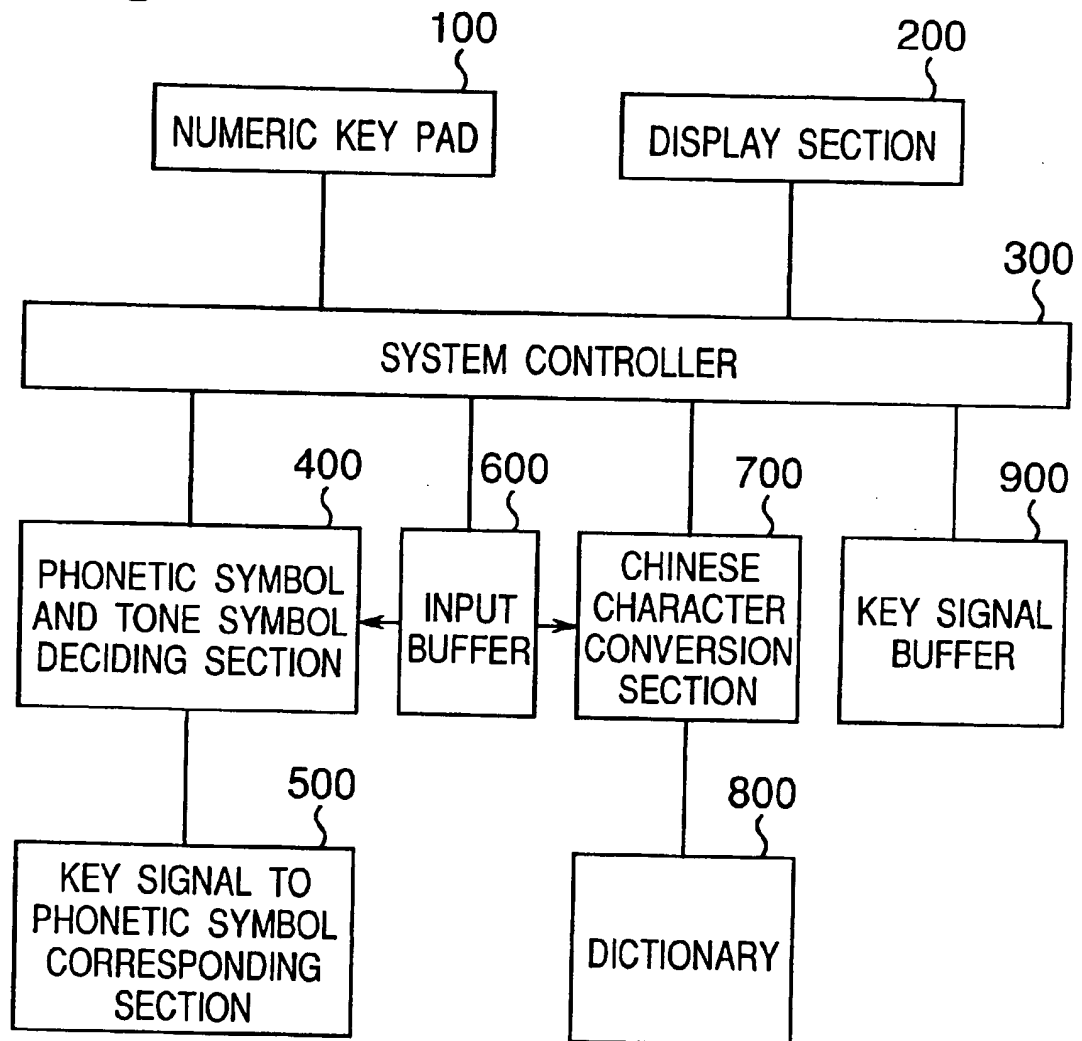 100
200
NUMERIC KEY PAD
DISPLAY SECTION
300
SYSTEM CONTROLLER
400
600
700
900
PHONETIC SYMBOL
AND TONE SYMBOL
DECIDING SECTION
INPUT
BUFFER
CHINESE
CHARACTER
CONVERSION
SECTION
KEY SIGNAL
BUFFER
500
800
KEY SIGNAL TO
PHONETIC SYMBOL
CORRESPONDING
SECTION
DICTIONARY